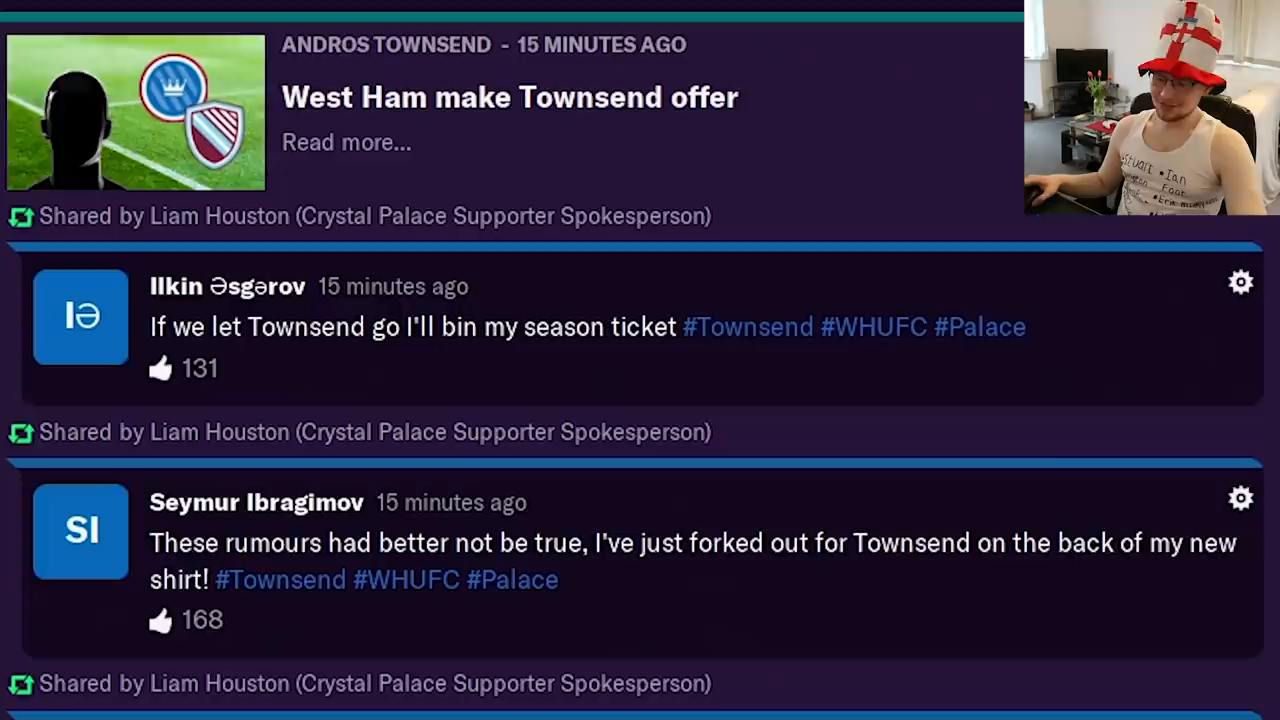 ANDROS TOWNSEND - 15 MINUTES AGO
West Ham make Townsend offer
Read more...
Shared by Liam Houston (Crystal Palace Supporter Spokesperson)
IƏ
Ilkin Əsgərov 15 minutes ago
If we let Townsend go I'll bin my season ticket #Townsend #WHUFC #Palace
131
Shared by Liam Houston (Crystal Palace Supporter Spokesperson)
SI
Seymur Ibragimov 15 minutes ago
These rumours had better not be true, I've just forked out for Townsend on the back of my new
shirt! #Townsend #WHUFC #Palace
168
Shared by Liam Houston (Crystal Palace Supporter Spokesperson)
Stuart • Ian